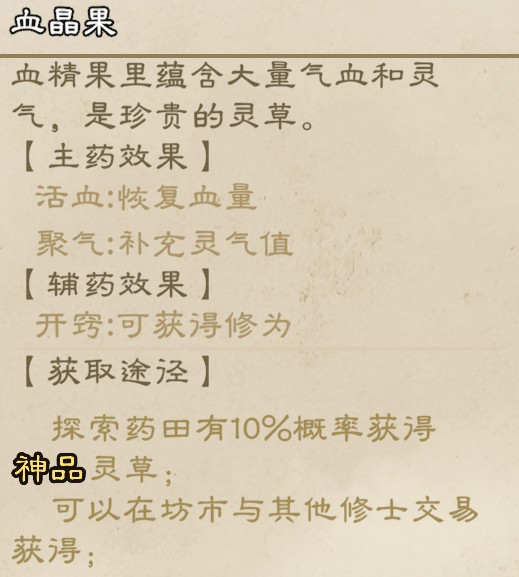 血晶果
血精果里蕴含大量气血和灵
气，是珍贵的灵草。
【主药效果】
活血:恢复血量
聚气:补充灵气值
【辅药效果】
开窍:可获得修为
【获取途径】
探索药田有10%概率获得
神品灵草；
可以在坊市与其他修士交易
获得；